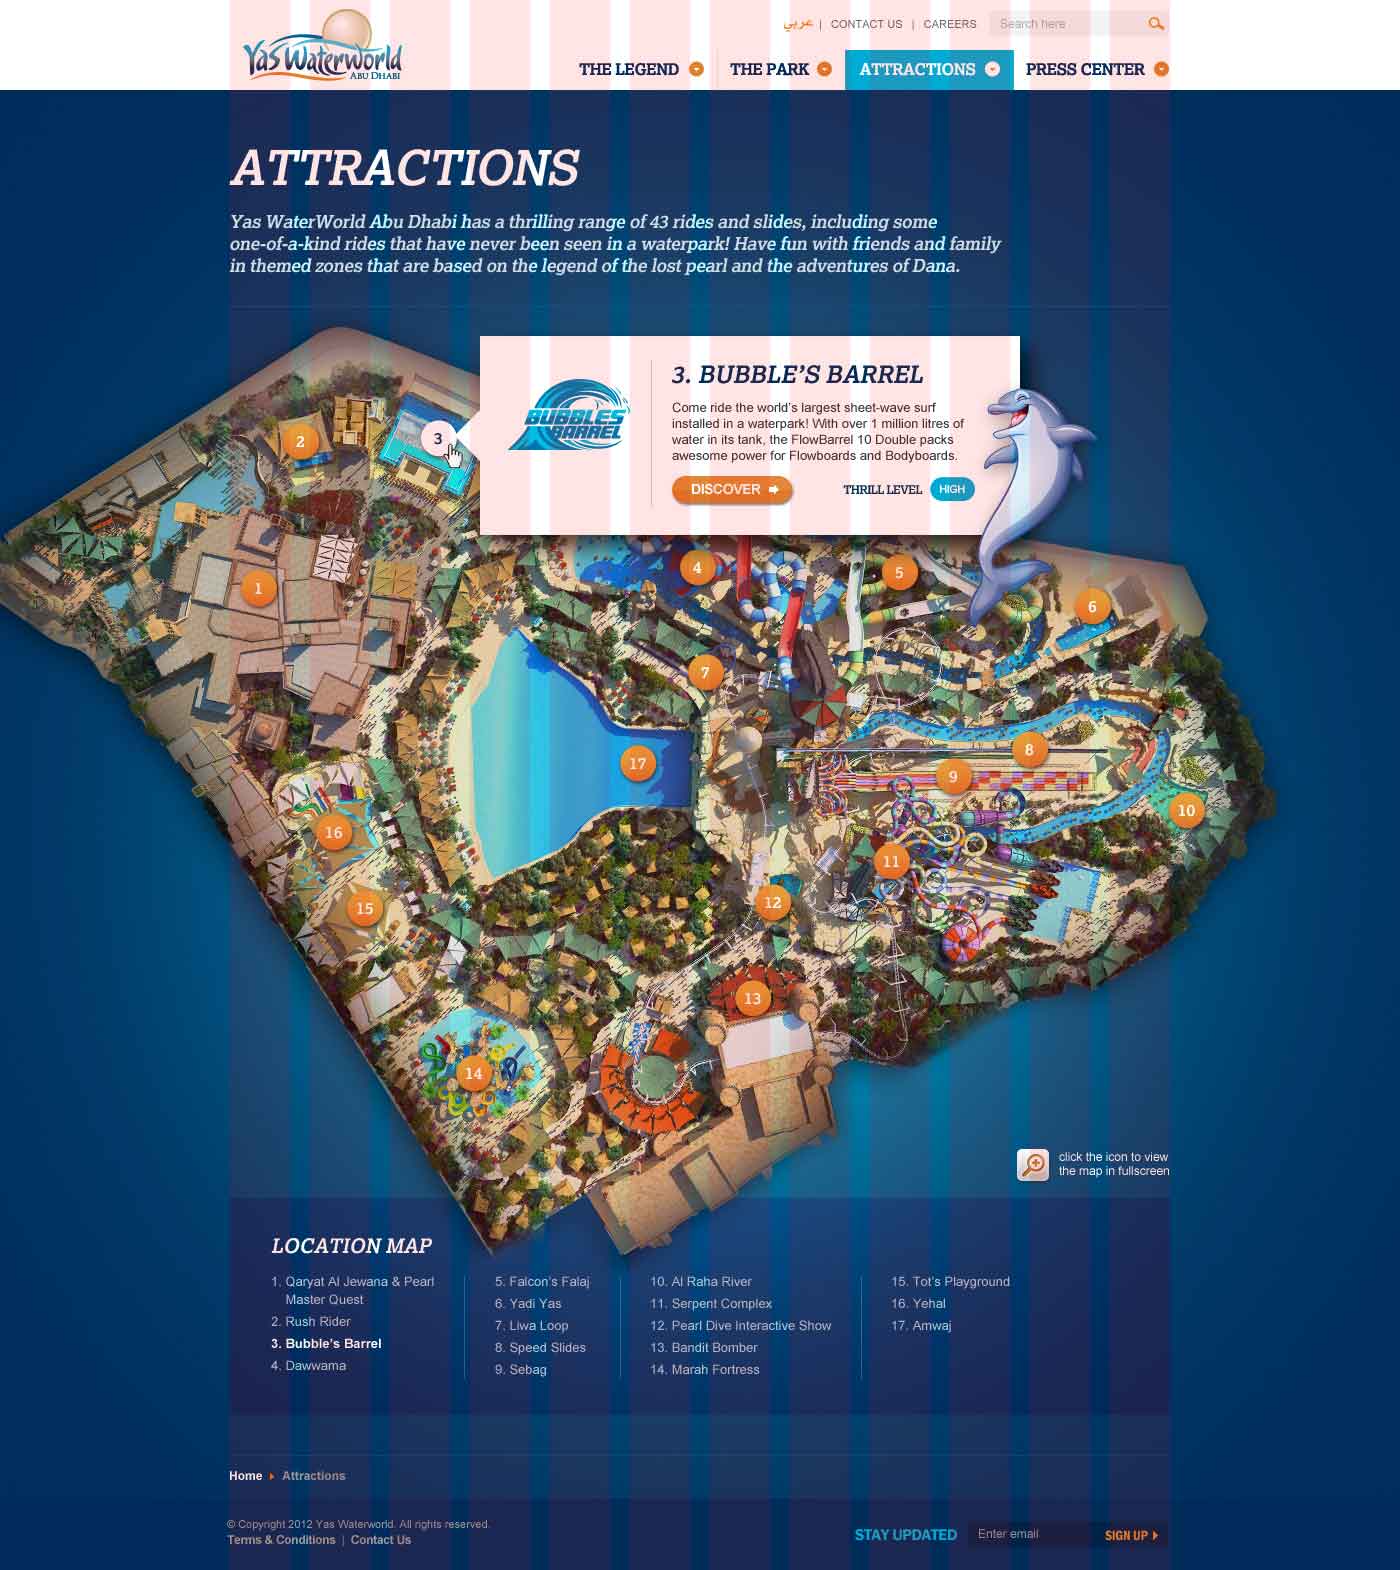 Yas Waterworld
ABU DHABI
عربي | CONTACT US | CAREERS
Search here
THE LEGEND
THE PARK
ATTRACTIONS
PRESS CENTER
ATTRACTIONS
Yas WaterWorld Abu Dhabi has a thrilling range of 43 rides and slides, including some
one-of-a-kind rides that have never been seen in a waterpark! Have fun with friends and family
in themed zones that are based on the legend of the lost pearl and the adventures of Dana.
BUBBLES
BARREL
3. BUBBLE'S BARREL
Come ride the world's largest sheet-wave surf
installed in a waterpark! With over 1 million litres of
water in its tank, the FlowBarrel 10 Double packs
awesome power for Flowboards and Bodyboards.
DISCOVER
THRILL LEVEL HIGH
2
3
1
4
5
6
7
17
8
9
10
16
11
15
12
13
14
click the icon to view
the map in fullscreen
LOCATION MAP
1. Qaryat Al Jewana & Pearl
Master Quest
2. Rush Rider
3. Bubble's Barrel
4. Dawwama
5. Falcon's Falaj
6. Yadi Yas
7. Liwa Loop
8. Speed Slides
9. Sebag
10. Al Raha River
11. Serpent Complex
12. Pearl Dive Interactive Show
13. Bandit Bomber
14. Marah Fortress
15. Tot's Playground
16. Yehal
17. Amwaj
Home
Attractions
© Copyright 2012 Yas Waterworld. All rights reserved.
Terms & Conditions | Contact Us
STAY UPDATED
Enter email
SIGN UP